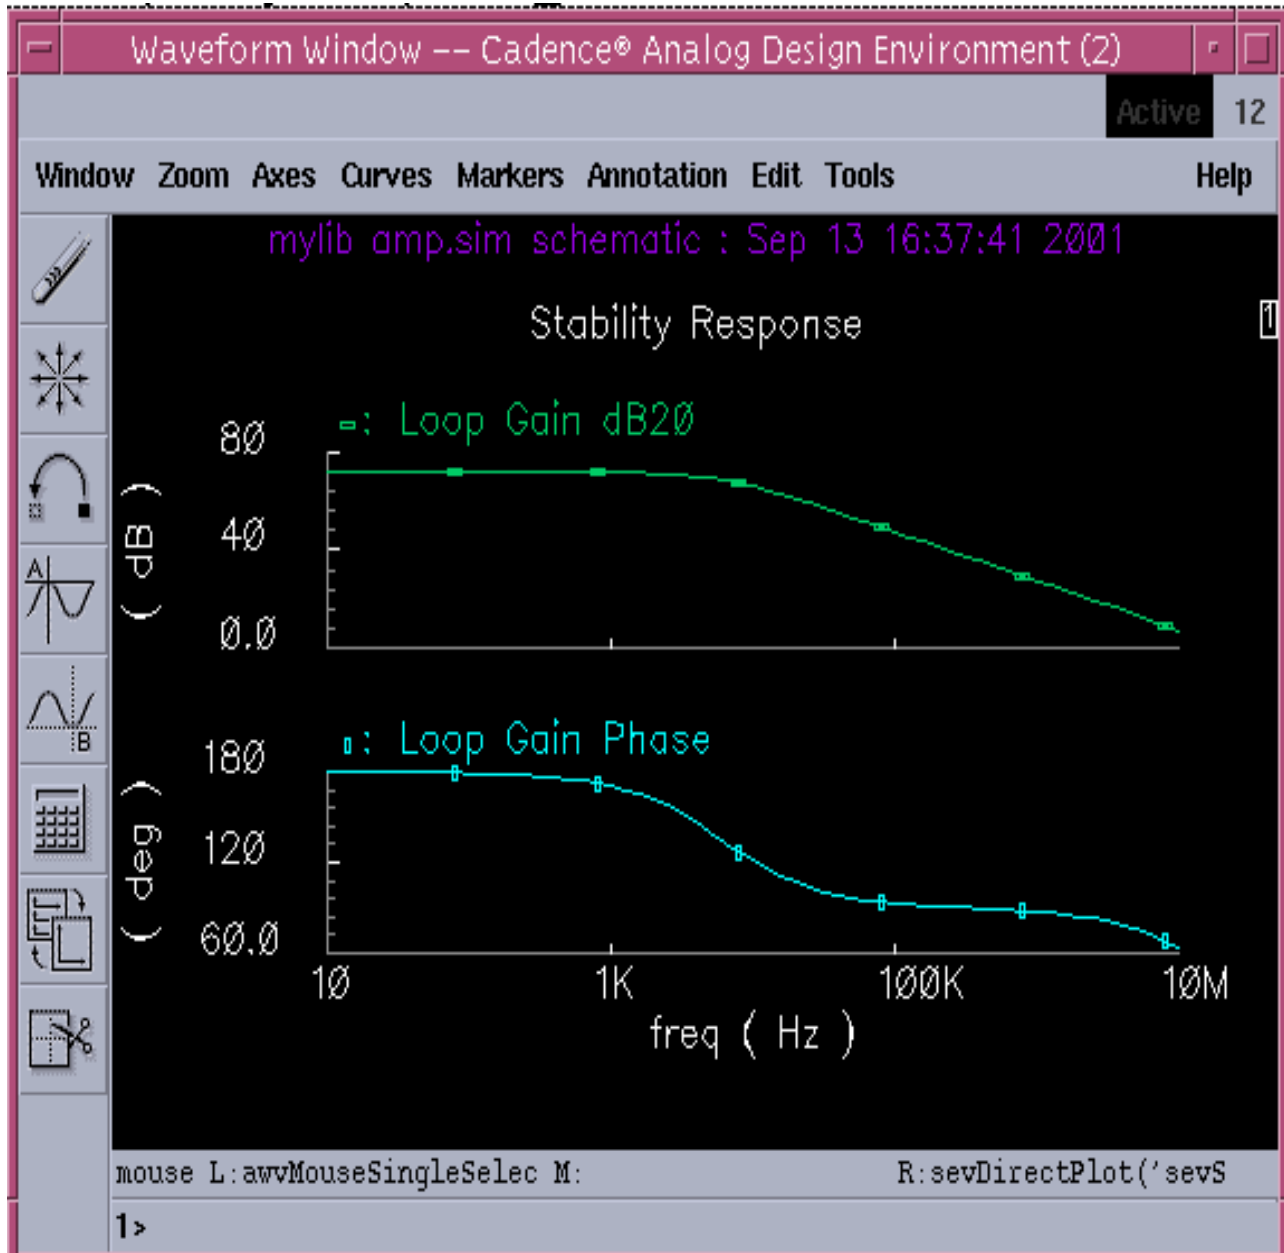 Waveform Window -- Cadence® Analog Design Environment (2)
Active 12
Window Zoom Axes Curves Markers Annotation Edit Tools Help
mylib amp.sim schematic : Sep 13 16:37:41 2001
Stability Response
1
: Loop Gain dB20
80
40
0.0
( dB )
: Loop Gain Phase
180
120
60.0
( deg )
10 1K 100K 10M
freq ( Hz )
A
B
mouse L:awvMouseSingleSelec M: R:sevDirectPlot('sevS
1>